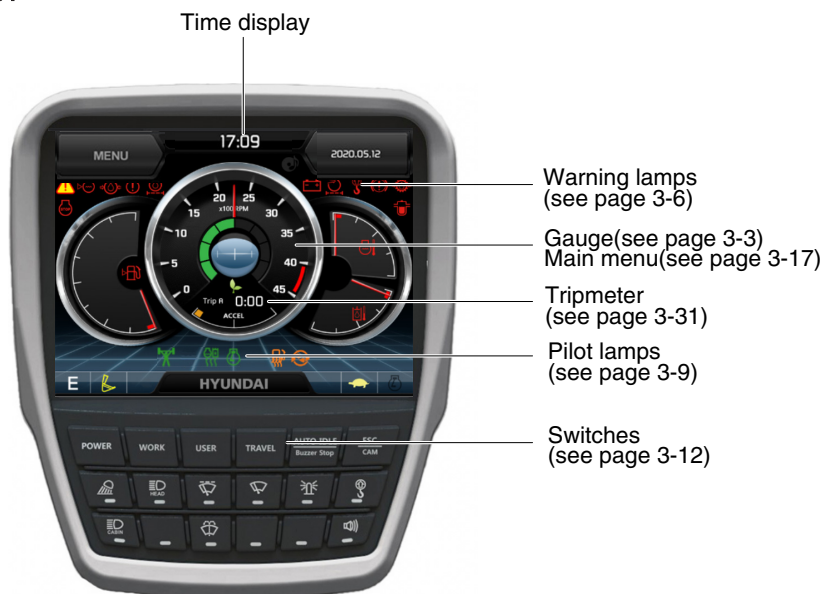 Time display
MENU
17:09
2020.05.12
Warning lamps
(see page 3-6)
15
20
25
30
x100 RPM
10
35
5
40
0
45
Gauge(see page 3-3)
Main menu(see page 3-17)
Trip A
0:00
ACCEL
Tripmeter
(see page 3-31)
Pilot lamps
(see page 3-9)
E
HYUNDAI
POWER
WORK
USER
TRAVEL
AUTO IDLE
Buzzer Stop
ESC
CAM
Switches
(see page 3-12)
HEAD
CABIN